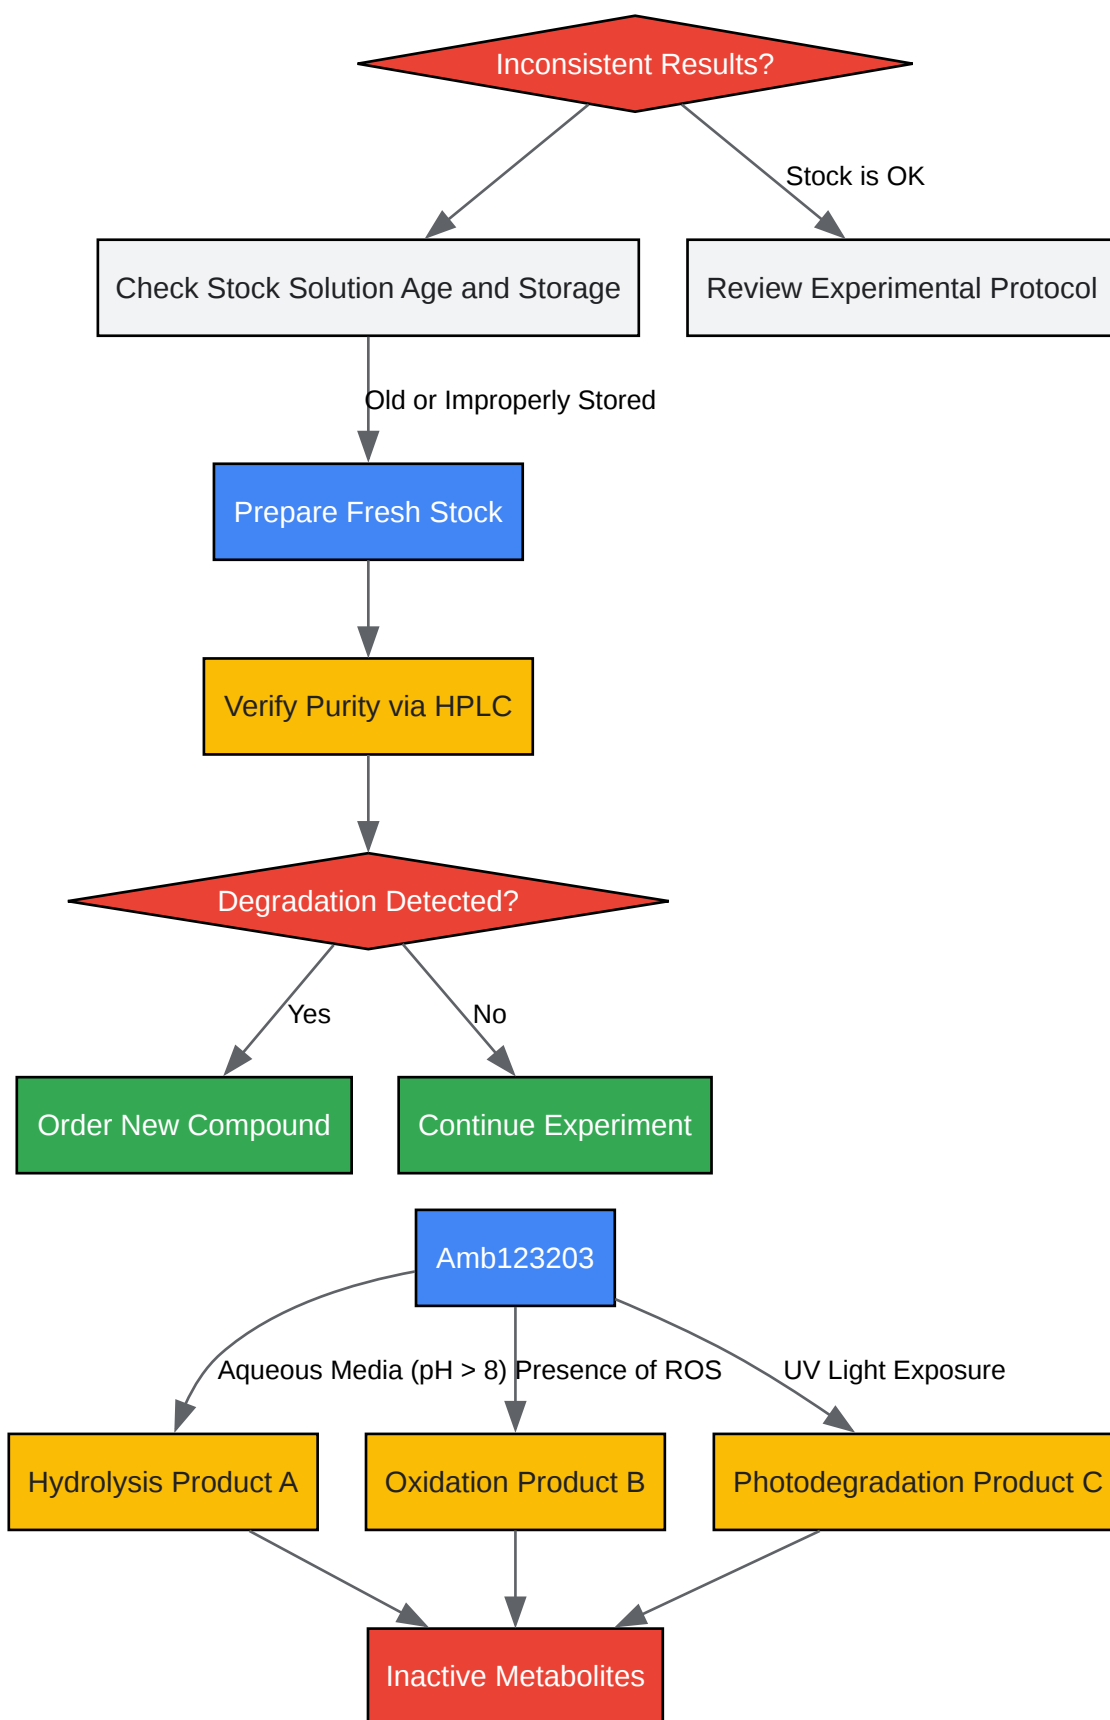 Inconsistent Results?
Stock is OK
Check Stock Solution Age and Storage
Review Experimental Protocol
Old or Improperly Stored
Prepare Fresh Stock
Verify Purity via HPLC
Degradation Detected?
Yes
No
Order New Compound
Continue Experiment
Amb123203
Aqueous Media (pH > 8)
Presence of ROS
UV Light Exposure
Hydrolysis Product A
Oxidation Product B
Photodegradation Product C
Inactive Metabolites